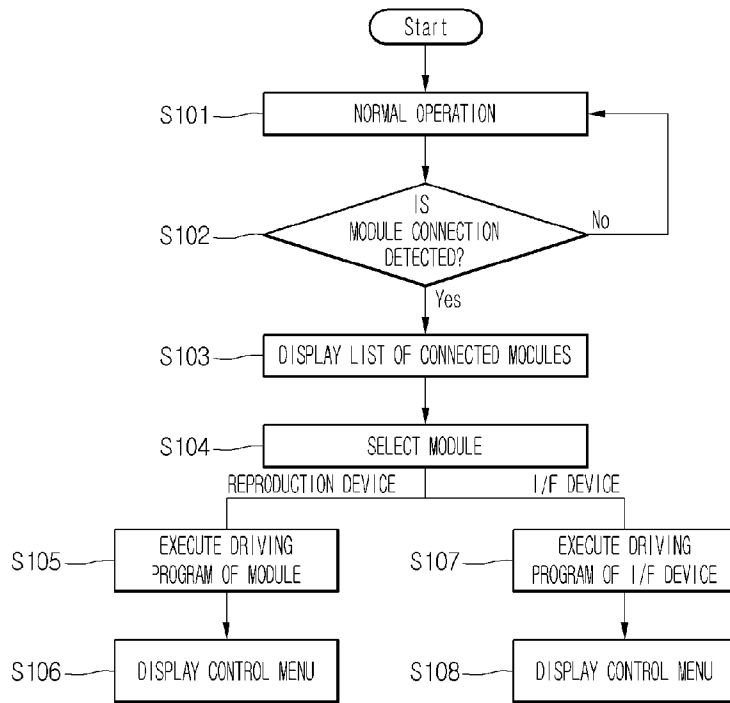 Start
S101
NORMAL OPERATION
S102
IS
MODULE CONNECTION
DETECTED?
No
Yes
S103
DISPLAY LIST OF CONNECTED MODULES
S104
SELECT MODULE
REPRODUCTION DEVICE
I/F DEVICE
S105
EXECUTE DRIVING
PROGRAM OF MODULE
S107
EXECUTE DRIVING
PROGRAM OF I/F DEVICE
S106
DISPLAY CONTROL MENU
S108
DISPLAY CONTROL MENU